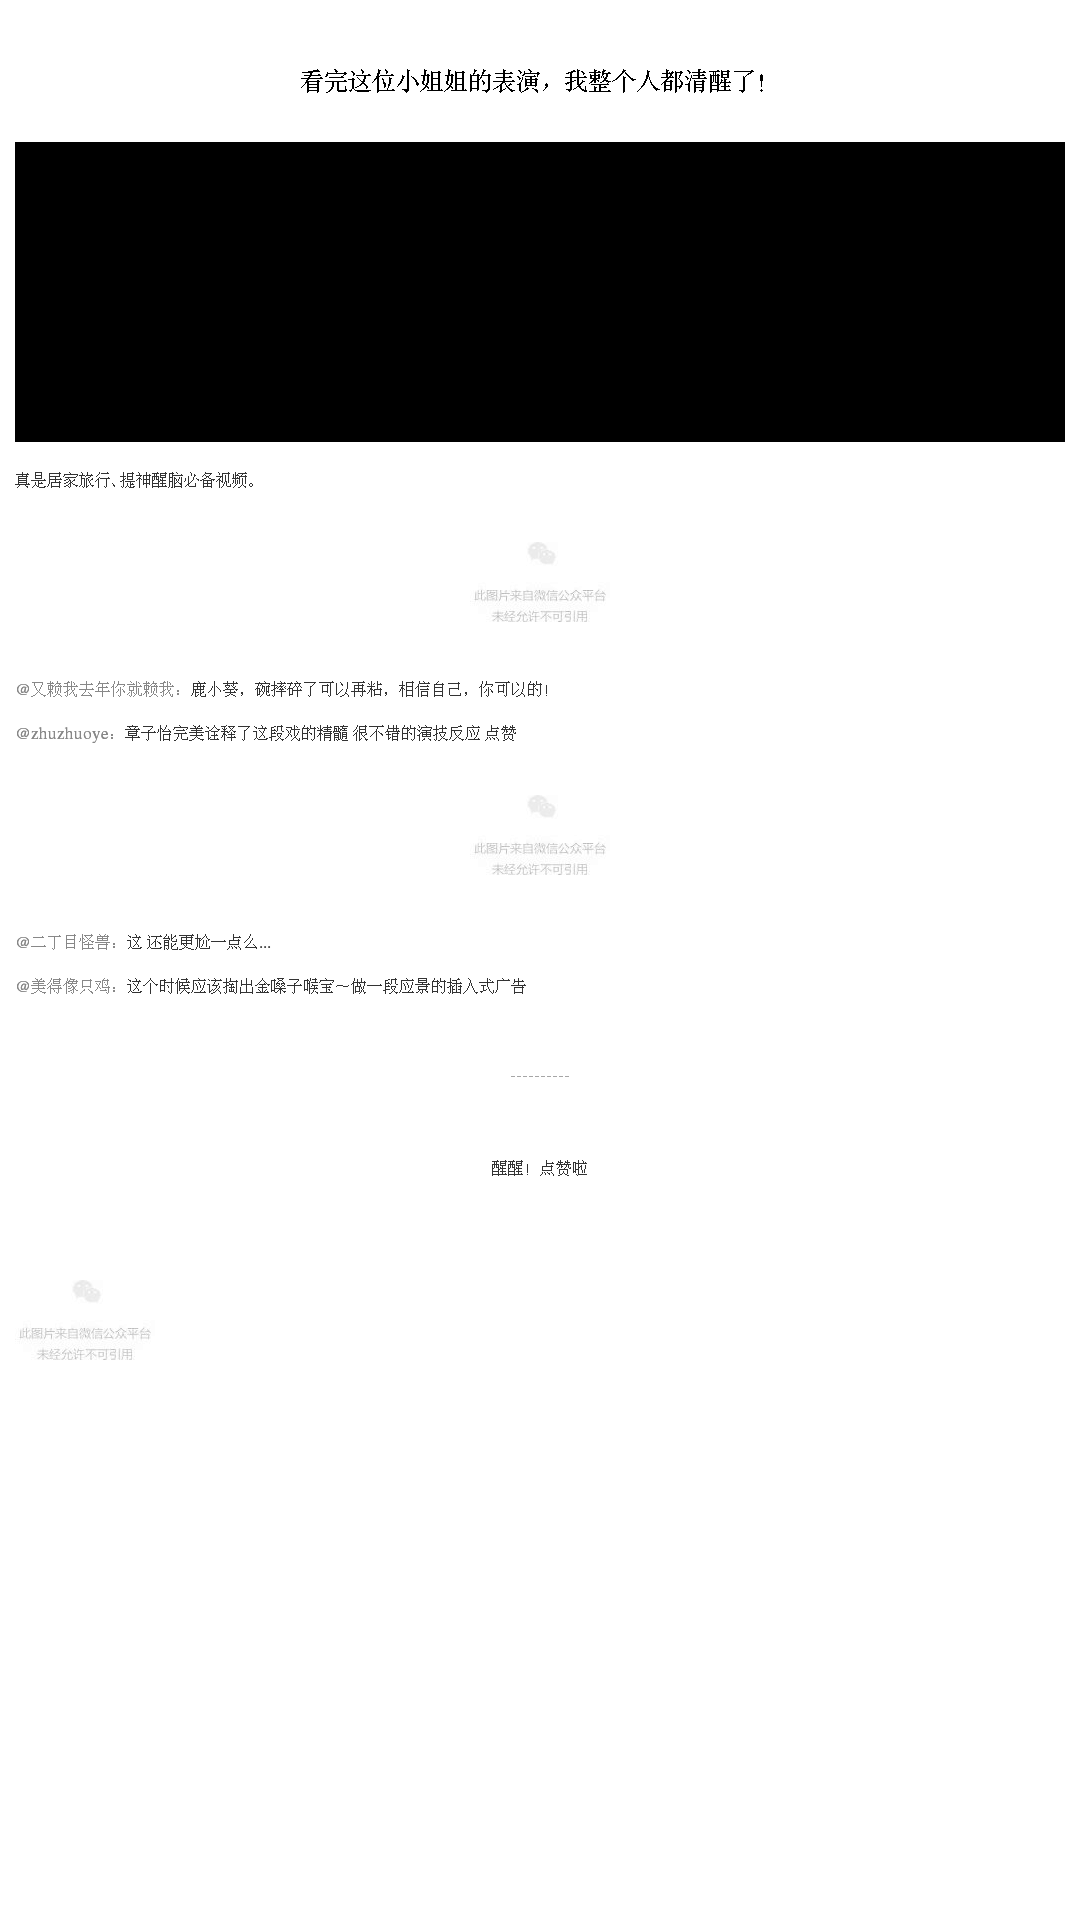 看完这位小姐姐的表演，我整个人都清醒了！
真是居家旅行、提神醒脑必备视频。
此图片来自微信公众平台
未经允许不可引用
@又赖我去年你就赖我：鹿小葵，碗摔碎了可以再粘，相信自己，你可以的！
@zhuzhuoye：章子怡完美诠释了这段戏的精髓 很不错的演技反应 点赞
此图片来自微信公众平台
未经允许不可引用
@二丁目怪兽：这 还能更尬一点么...
@美得像只鸡：这个时候应该掏出金嗓子喉宝～做一段应景的插入式广告
----------
醒醒！点赞啦
此图片来自微信公众平台
未经允许不可引用